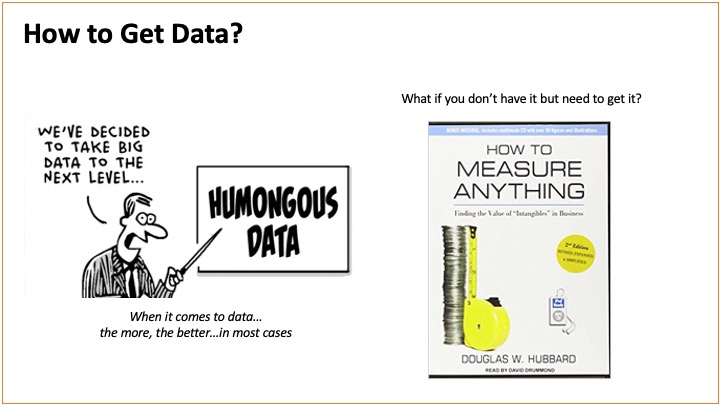 How to Get Data?
WE'VE DECIDED
TO TAKE BIG
DATA TO THE
NEXT LEVEL...
HUMONGOUS
DATA
When it comes to data…
the more, the better…in most cases
What if you don't have it but need to get it?
BONUS MATERIAL. Includes multimedia CD with over 50 figures and illustrations.
HOW TO
MEASURE
ANYTHING
Finding the Value of "Intangibles" in Business
2nd Edition
REVISED, EXPANDED,
& SIMPLIFIED
DOUGLAS W. HUBBARD
READ BY DAVID DRUMMOND